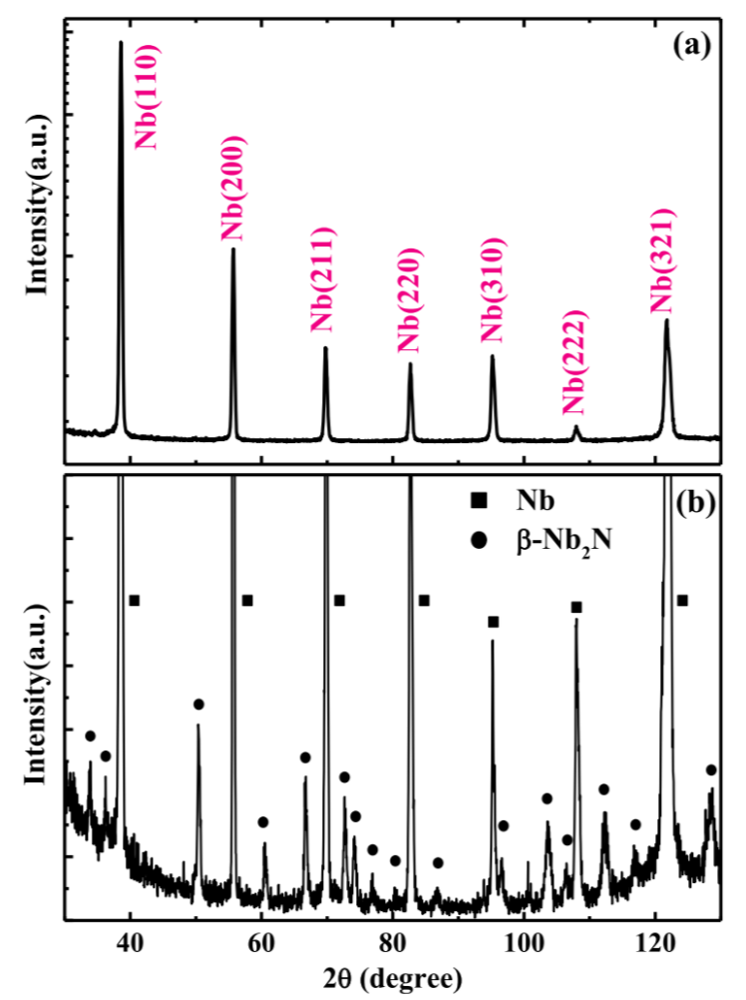 (a)
Nb(110)
Nb(200)
Nb(211)
Nb(220)
Nb(310)
Nb(222)
Nb(321)
Intensity(a.u.)
(b)
Nb
β-Nb₂N
Intensity(a.u.)
40 60 80 100 120
2θ (degree)